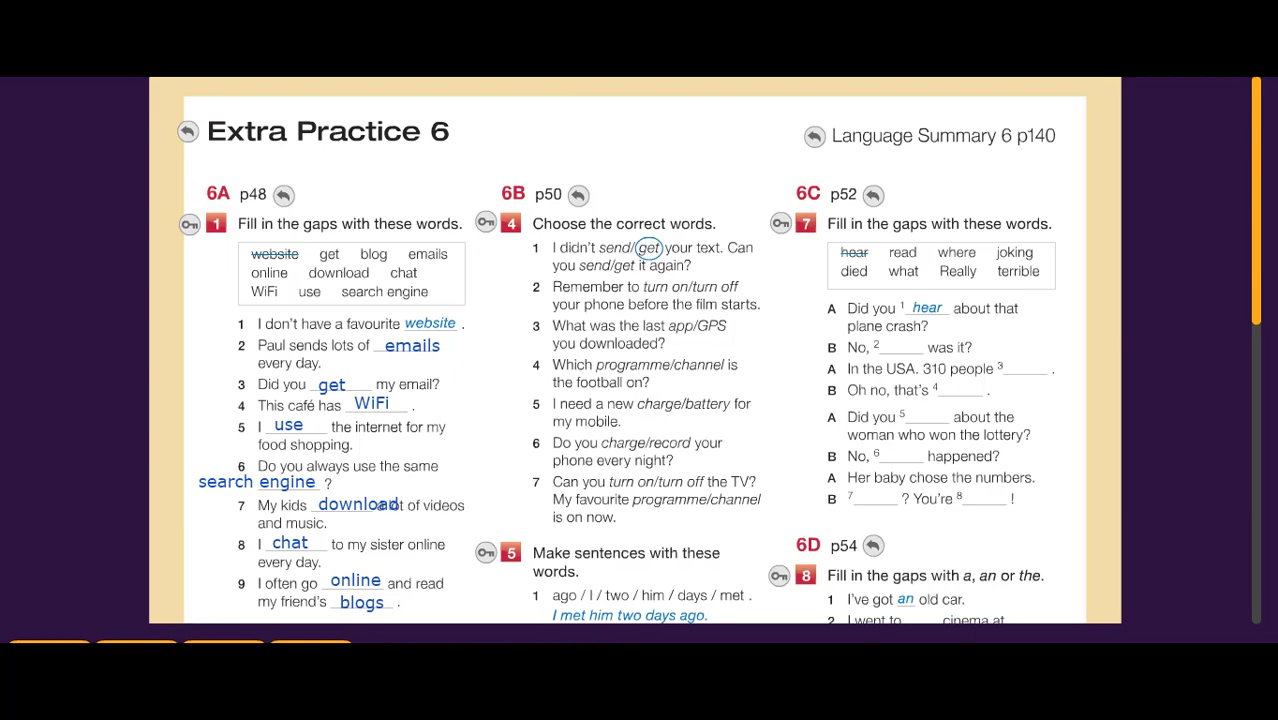 Extra Practice 6
Language Summary 6 p140
6A p48
1 Fill in the gaps with these words.
website get blog emails
online download chat
WiFi use search engine
1 I don't have a favourite website .
2 Paul sends lots of emails
every day.
3 Did you get my email?
4 This café has WiFi .
5 I use the internet for my
food shopping.
6 Do you always use the same
search engine ?
7 My kids download a lot of videos
and music.
8 I chat to my sister online
every day.
9 I often go online and read
my friend's blogs .
6B p50
4 Choose the correct words.
1 I didn't send/get your text. Can
you send/get it again?
2 Remember to turn on/turn off
your phone before the film starts.
3 What was the last app/GPS
you downloaded?
4 Which programme/channel is
the football on?
5 I need a new charge/battery for
my mobile.
6 Do you charge/record your
phone every night?
7 Can you turn on/turn off the TV?
My favourite programme/channel
is on now.
5 Make sentences with these
words.
1 ago / I / two / him / days / met .
I met him two days ago.
6C p52
7 Fill in the gaps with these words.
hear read where joking
died what Really terrible
A Did you 1 hear about that
plane crash?
B No, 2______ was it?
A In the USA. 310 people 3______ .
B Oh no, that's 4______ .
A Did you 5______ about the
woman who won the lottery?
B No, 6______ happened?
A Her baby chose the numbers.
B 7______ ? You're 8______ !
6D p54
8 Fill in the gaps with a, an or the.
1 I've got an old car.
2 I went to ____ cinema at